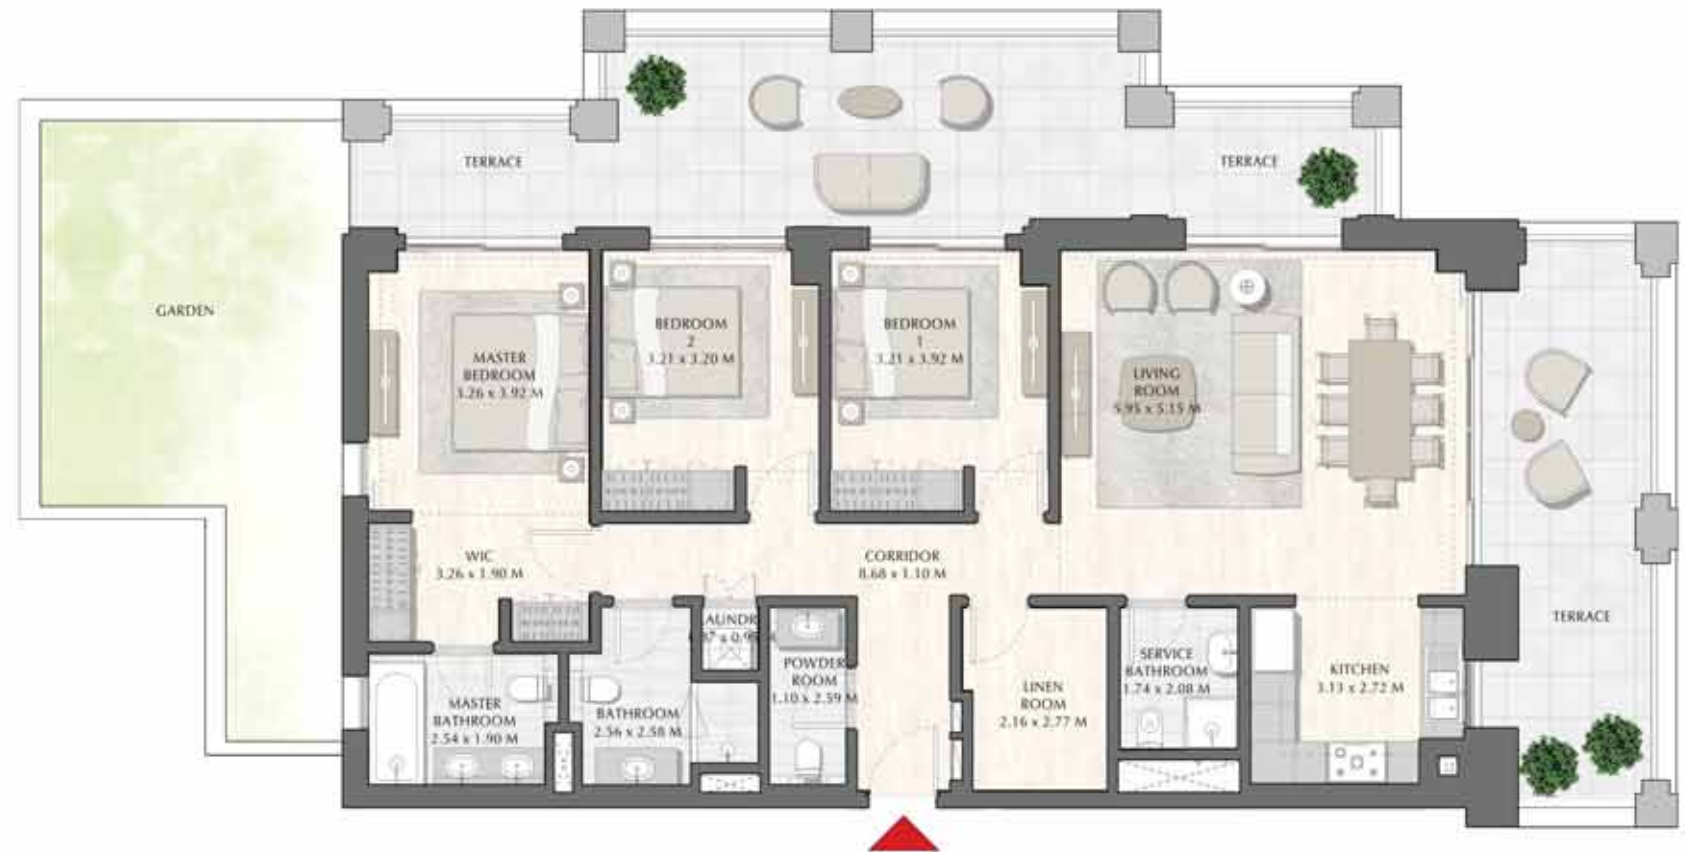 TERRACE
TERRACE
GARDEN
MASTER
BEDROOM
3.26 x 3.92 M
BEDROOM
2
3.21 x 3.20 M
BEDROOM
1
3.21 x 3.92 M
LIVING
ROOM
5.95 x 5.15 M
WIC
3.26 x 1.90 M
CORRIDOR
8.68 x 1.10 M
TERRACE
MASTER
BATHROOM
2.54 x 1.90 M
BATHROOM
2.56 x 2.58 M
POWDER
ROOM
1.10 x 2.59 M
LINEN
ROOM
2.16 x 2.77 M
SERVICE
BATHROOM
1.74 x 2.08 M
KITCHEN
3.13 x 2.72 M